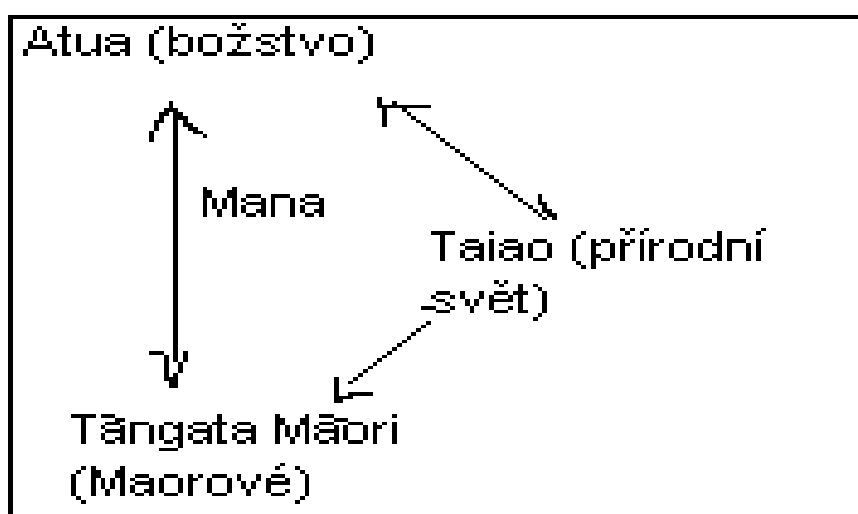 Atua (božstvo)
Mana
Taiao (přírodní
svět)
Tāngata Māori
(Maorové)